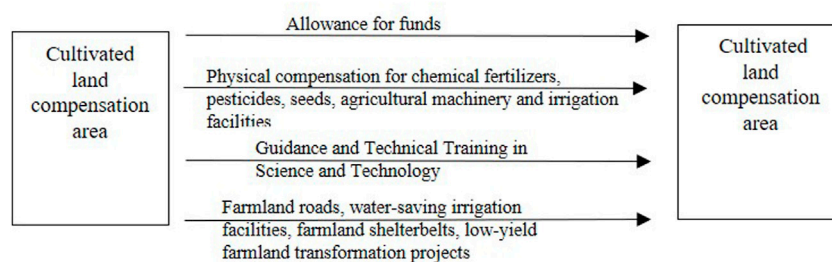 Cultivated
land
compensation
area
Allowance for funds
Physical compensation for chemical fertilizers,
pesticides, seeds, agricultural machinery and irrigation
facilities
Guidance and Technical Training in
Science and Technology
Farmland roads, water-saving irrigation
facilities, farmland shelterbelts, low-yield
farmland transformation projects
Cultivated
land
compensation
area